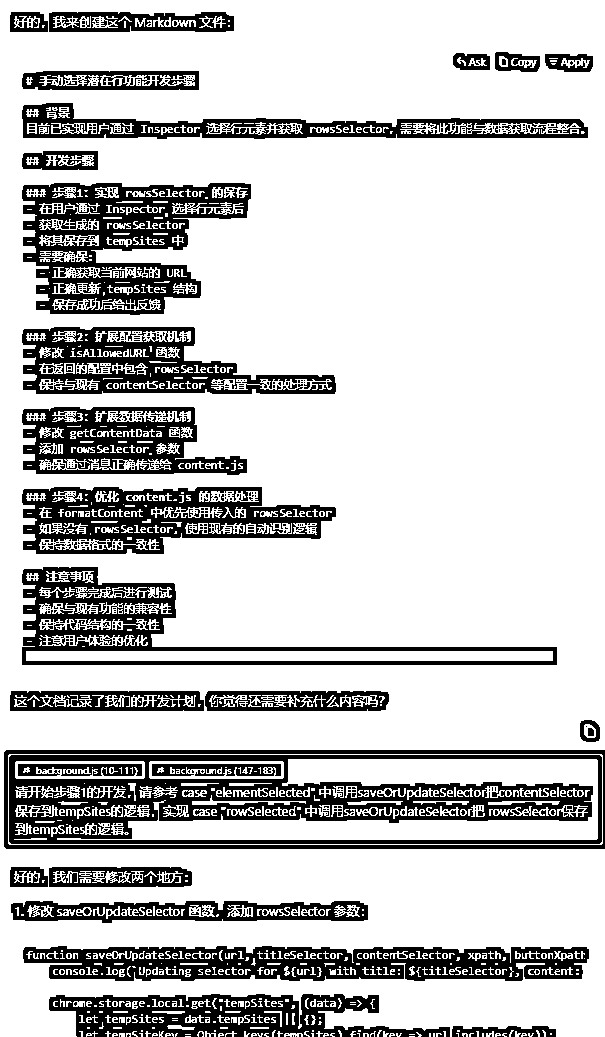 好的，我来创建这个 Markdown 文件：
Ask Copy Apply
# 手动选择潜在行功能开发步骤
## 背景
目前已实现用户通过 Inspector 选择行元素并获取 rowsSelector，需要将此功能与数据获取流程整合。
## 开发步骤
### 步骤1：实现 rowsSelector 的保存
- 在用户通过 Inspector 选择行元素后
- 获取生成的 rowsSelector
- 将其保存到 tempSites 中
- 需要确保：
- 正确获取当前网站的 URL
- 正确更新 tempSites 结构
- 保存成功后给出反馈
### 步骤2：扩展配置获取机制
- 修改 isAllowedURL 函数
- 在返回的配置中包含 rowsSelector
- 保持与现有 contentSelector 等配置一致的处理方式
### 步骤3：扩展数据传递机制
- 修改 getContentData 函数
- 添加 rowsSelector 参数
- 确保通过消息正确传递给 content.js
### 步骤4：优化 content.js 的数据处理
- 在 formatContent 中优先使用传入的 rowsSelector
- 如果没有 rowsSelector，使用现有的自动识别逻辑
- 保持数据格式的一致性
## 注意事项
- 每个步骤完成后进行测试
- 确保与现有功能的兼容性
- 保持代码结构的一致性
- 注意用户体验的优化
这个文档记录了我们的开发计划，你觉得还需要补充什么内容吗？
background.js (10-111) background.js (147-183)
请开始步骤1的开发，请参考 case "elementSelected" 中调用saveOrUpdateSelector把contentSelector
保存到tempSites的逻辑，实现 case "rowSelected" 中调用saveOrUpdateSelector把 rowsSelector保存
到tempSites的逻辑。
好的，我们需要修改两个地方：
1. 修改 saveOrUpdateSelector 函数，添加 rowsSelector 参数：
function saveOrUpdateSelector(url, titleSelector, contentSelector, xpath, buttonXpath
console.log(`Updating selector for ${url} with title: ${titleSelector}, content:
chrome.storage.local.get("tempSites", (data) => {
let tempSites = data.tempSites || {};
let tempSiteKey = Object.keys(tempSites).find(key => url.includes(key));